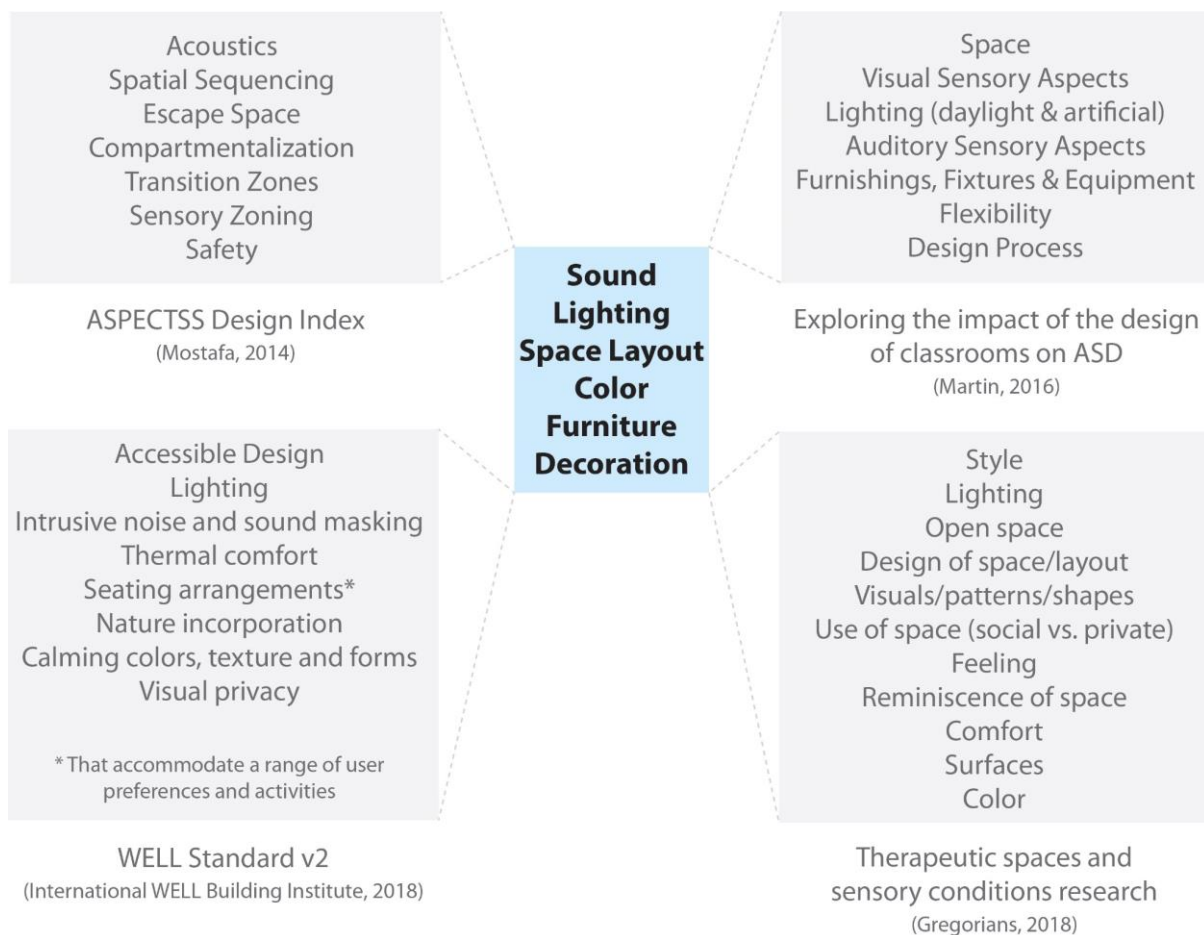 Acoustics
Spatial Sequencing
Escape Space
Compartmentalization
Transition Zones
Sensory Zoning
Safety
ASPECTSS Design Index
(Mostafa, 2014)
Space
Visual Sensory Aspects
Lighting (daylight & artificial)
Auditory Sensory Aspects
Furnishings, Fixtures & Equipment
Flexibility
Design Process
Exploring the impact of the design
of classrooms on ASD
(Martin, 2016)
Sound
Lighting
Space Layout
Color
Furniture
Decoration
Accessible Design
Lighting
Intrusive noise and sound masking
Thermal comfort
Seating arrangements*
Nature incorporation
Calming colors, texture and forms
Visual privacy
* That accommodate a range of user
preferences and activities
WELL Standard v2
(International WELL Building Institute, 2018)
Style
Lighting
Open space
Design of space/layout
Visuals/patterns/shapes
Use of space (social vs. private)
Feeling
Reminiscence of space
Comfort
Surfaces
Color
Therapeutic spaces and
sensory conditions research
(Gregorians, 2018)